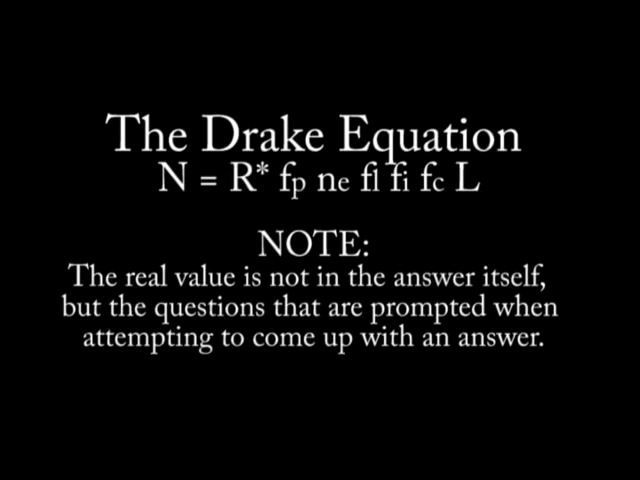 The Drake Equation
N = R* fp ne fl fi fc L
NOTE:
The real value is not in the answer itself,
but the questions that are prompted when
attempting to come up with an answer.